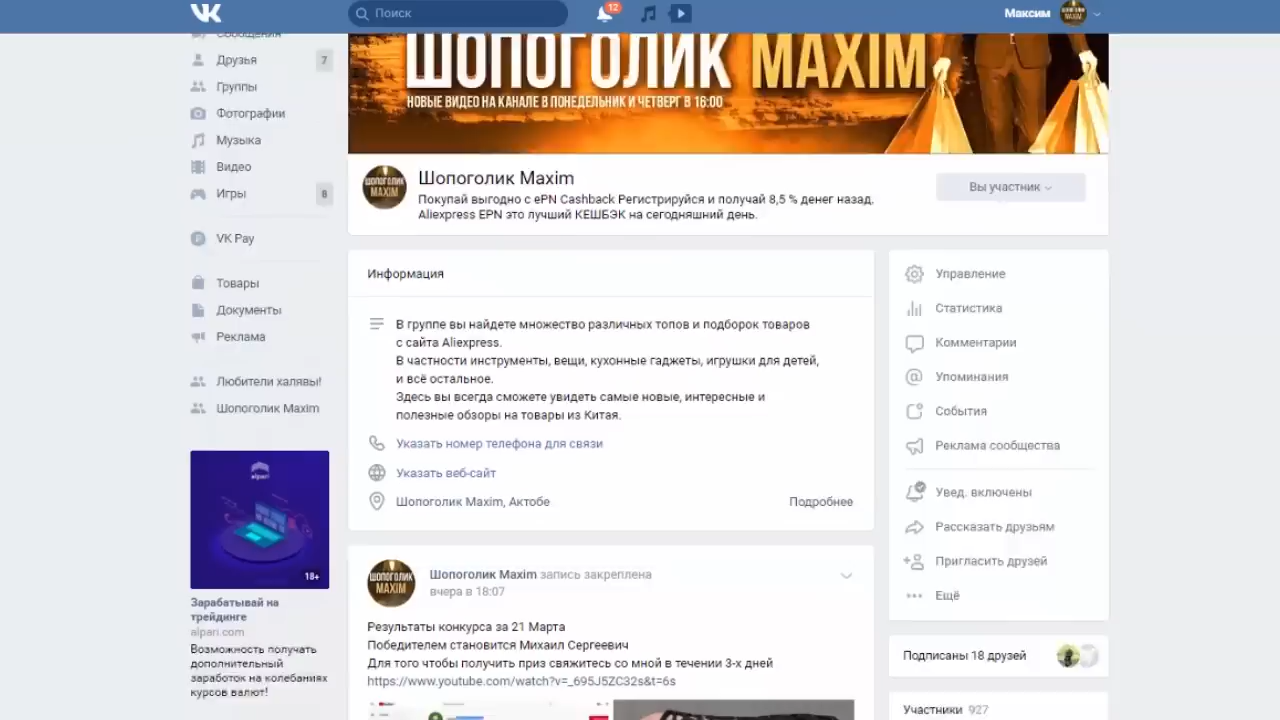 VK
Поиск
12
Максим
Сообщения
Друзья
7
Группы
Фотографии
Музыка
Видео
Игры
8
VK Pay
Товары
Документы
Реклама
Любители халявы!
Шопоголик Maxim
alpari
18+
Зарабатывай на
трейдинге
alpari.com
Возможность получать
дополнительный
заработок на колебаниях
курсов валют!
ШОПОГОЛИК MAXIM
НОВЫЕ ВИДЕО НА КАНАЛЕ В ПОНЕДЕЛЬНИК И ЧЕТВЕРГ В 16:00
ШОПОГОЛИК
MAXIM
Шопоголик Maxim
Покупай выгодно с ePN Cashback Регистрируйся и получай 8,5 % денег назад.
Aliexpress EPN это лучший КЕШБЭК на сегодняшний день.
Вы участник
Информация
В группе вы найдете множество различных топов и подборок товаров
с сайта Aliexpress.
В частности инструменты, вещи, кухонные гаджеты, игрушки для детей,
и всё остальное.
Здесь вы всегда сможете увидеть самые новые, интересные и
полезные обзоры на товары из Китая.
Указать номер телефона для связи
Указать веб-сайт
Шопоголик Maxim, Актобе
Подробнее
ШОПОГОЛИК
MAXIM
Шопоголик Maxim запись закреплена
вчера в 18:07
Результаты конкурса за 21 Марта
Победителем становится Михаил Сергеевич
Для того чтобы получить приз свяжитесь со мной в течении 3-х дней
https://www.youtube.com/watch?v=_695J5ZC32s&t=6s
Управление
Статистика
Комментарии
Упоминания
События
Реклама сообщества
Увед. включены
Рассказать друзьям
Пригласить друзей
Ещё
Подписаны 18 друзей
Участники 927